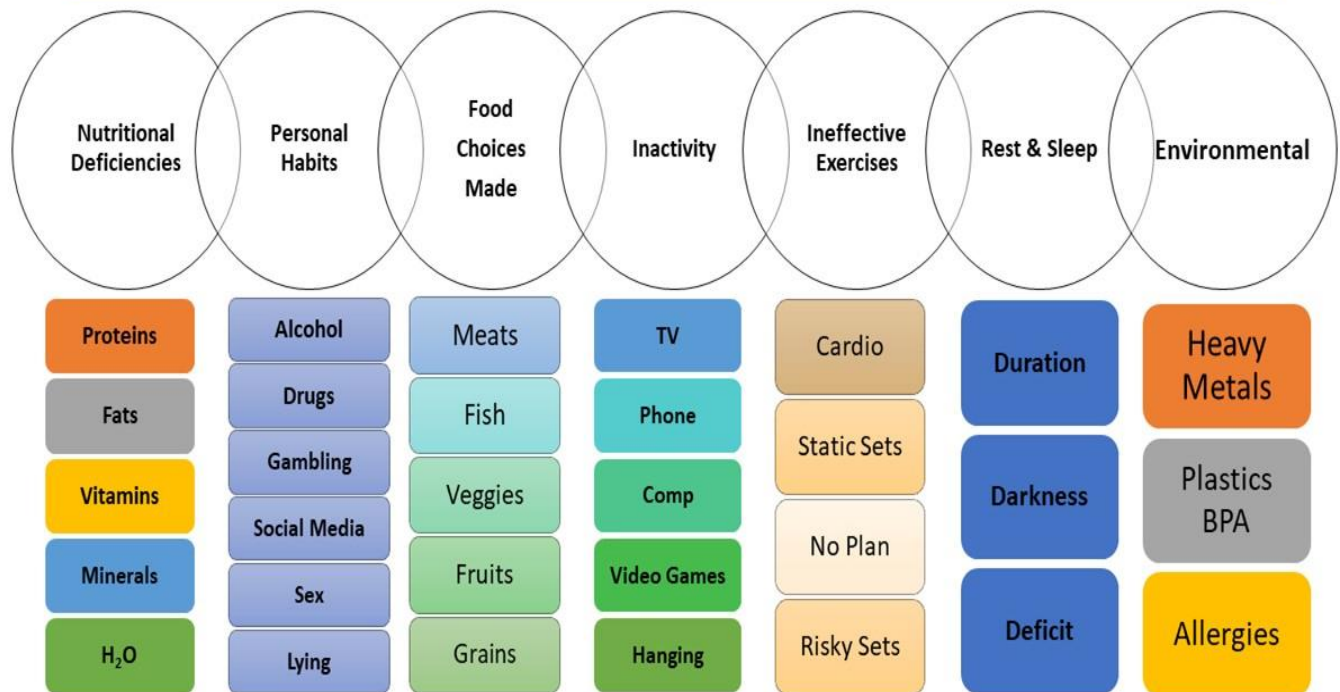 Nutritional
Deficiencies
Personal
Habits
Food
Choices
Made
Inactivity
Ineffective
Exercises
Rest & Sleep
Environmental
Proteins
Fats
Vitamins
Minerals
H₂O
Alcohol
Drugs
Gambling
Social Media
Sex
Lying
Meats
Fish
Veggies
Fruits
Grains
TV
Phone
Comp
Video Games
Hanging
Cardio
Static Sets
No Plan
Risky Sets
Duration
Darkness
Deficit
Heavy
Metals
Plastics
BPA
Allergies